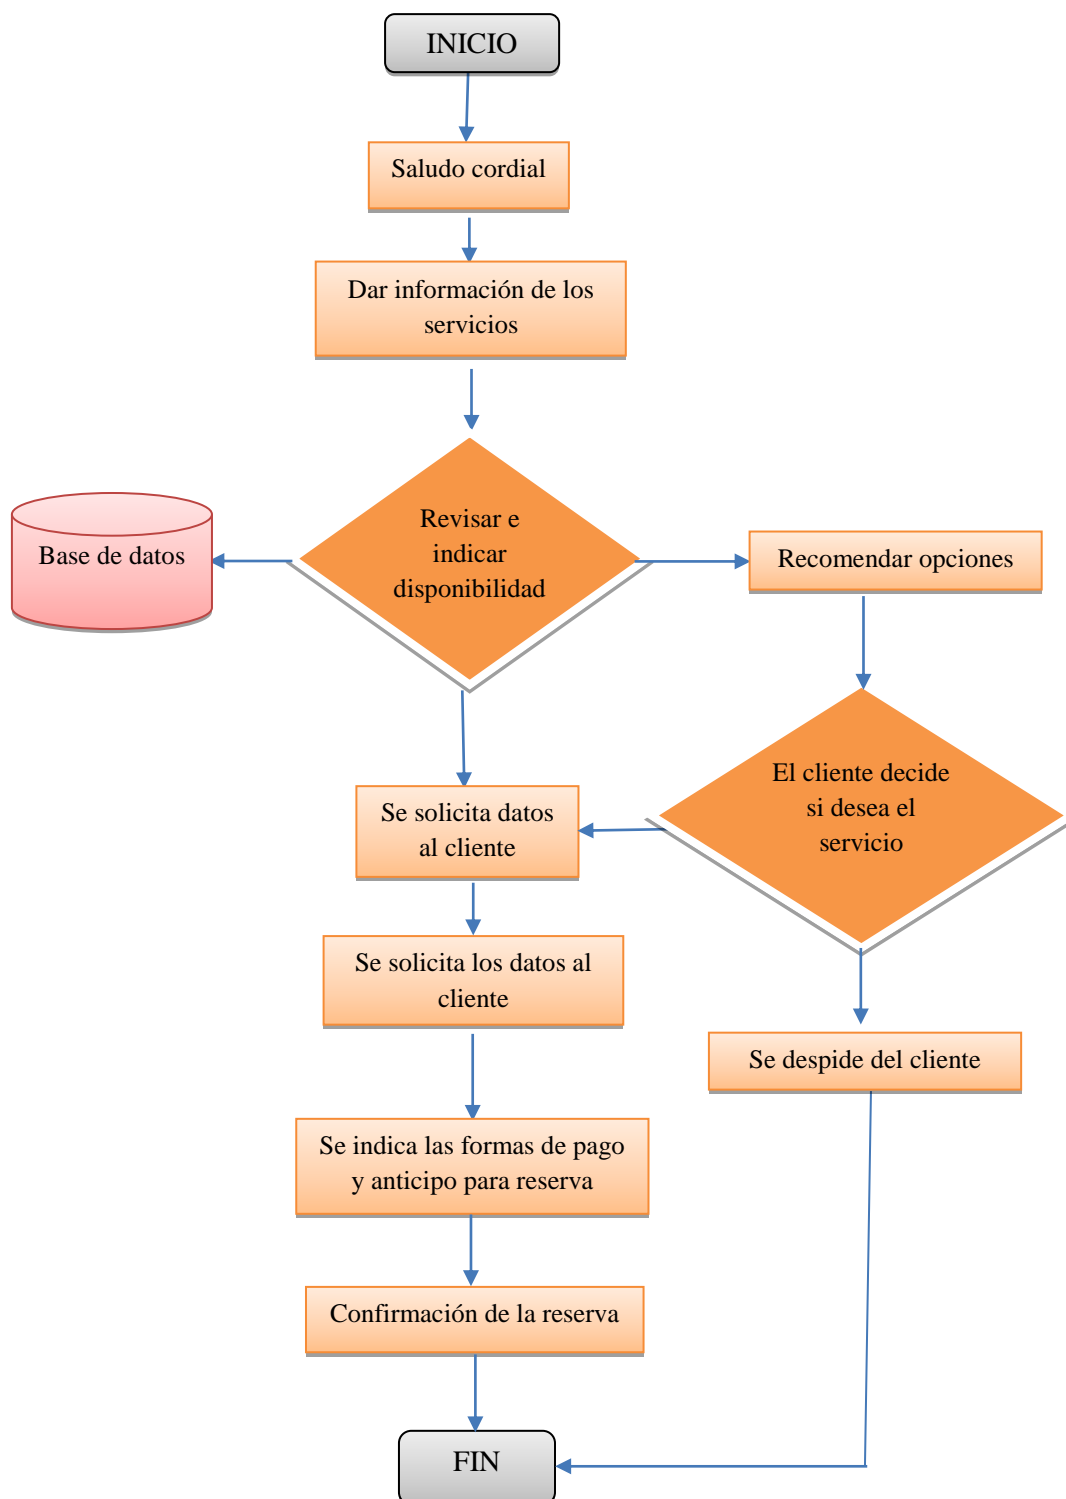 INICIO
Saludo cordial
Dar información de los
servicios
Revisar e
indicar
disponibilidad
Base de datos
Recomendar opciones
El cliente decide
si desea el
servicio
Se solicita datos
al cliente
Se solicita los datos al
cliente
Se despide del cliente
Se indica las formas de pago
y anticipo para reserva
Confirmación de la reserva
FIN